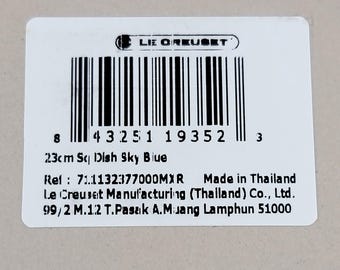 LE CREUSET
8 43251 19352 3
23cm Sq Dish Sky Blue
Ref : Made in Thailand
Le Creuset Manufacturing (Thailand) Co., Ltd.
99/2 M.12 T.Pasak A.Muang Lamphun 51000